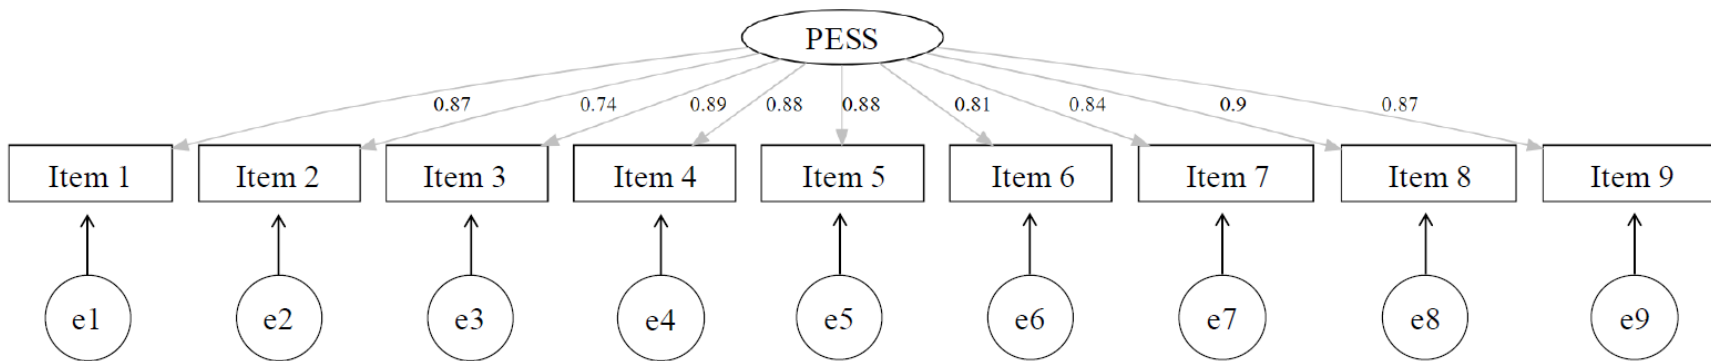 PESS
0.87 0.74 0.89 0.88 0.88 0.81 0.84 0.9 0.87
Item 1 Item 2 Item 3 Item 4 Item 5 Item 6 Item 7 Item 8 Item 9
e1 e2 e3 e4 e5 e6 e7 e8 e9